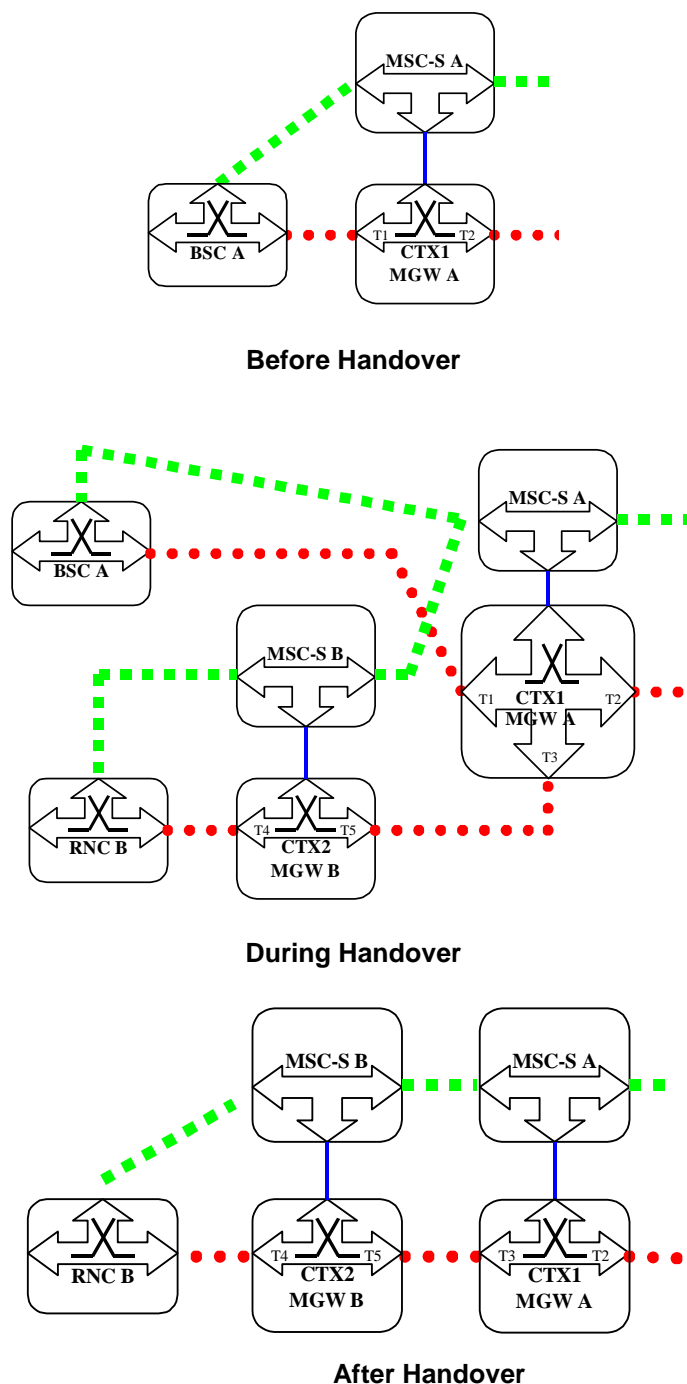 MSC-S A
BSC A
T1
T2
CTX1
MGW A
Before Handover
MSC-S A
BSC A
MSC-S B
T1
CTX1
T2
MGW A
T3
RNC B
T4
T5
CTX2
MGW B
During Handover
MSC-S B
MSC-S A
RNC B
T4
T5
CTX2
MGW B
T3
T2
CTX1
MGW A
After Handover